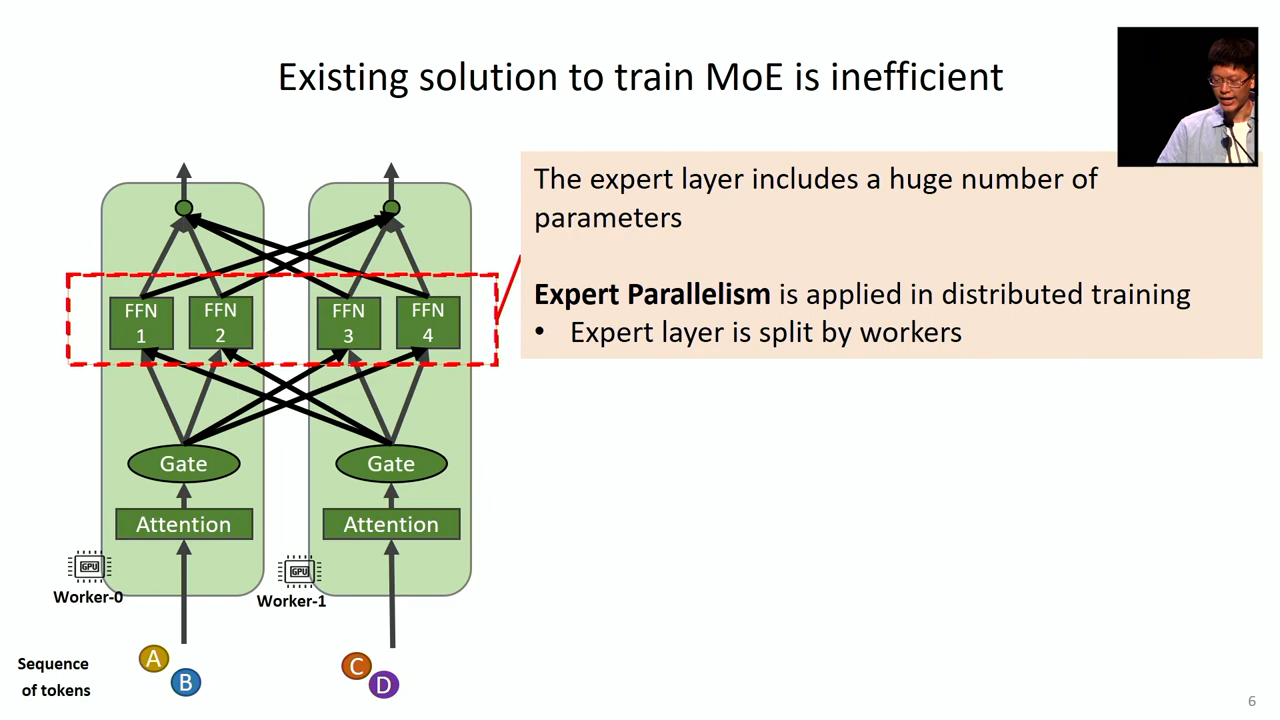 Existing solution to train MoE is inefficient
The expert layer includes a huge number of
parameters
Expert Parallelism is applied in distributed training
• Expert layer is split by workers
FFN
1
FFN
2
FFN
3
FFN
4
Gate
Gate
Attention
Attention
GPU
Worker-0
GPU
Worker-1
Sequence
of tokens
A
B
C
D
6